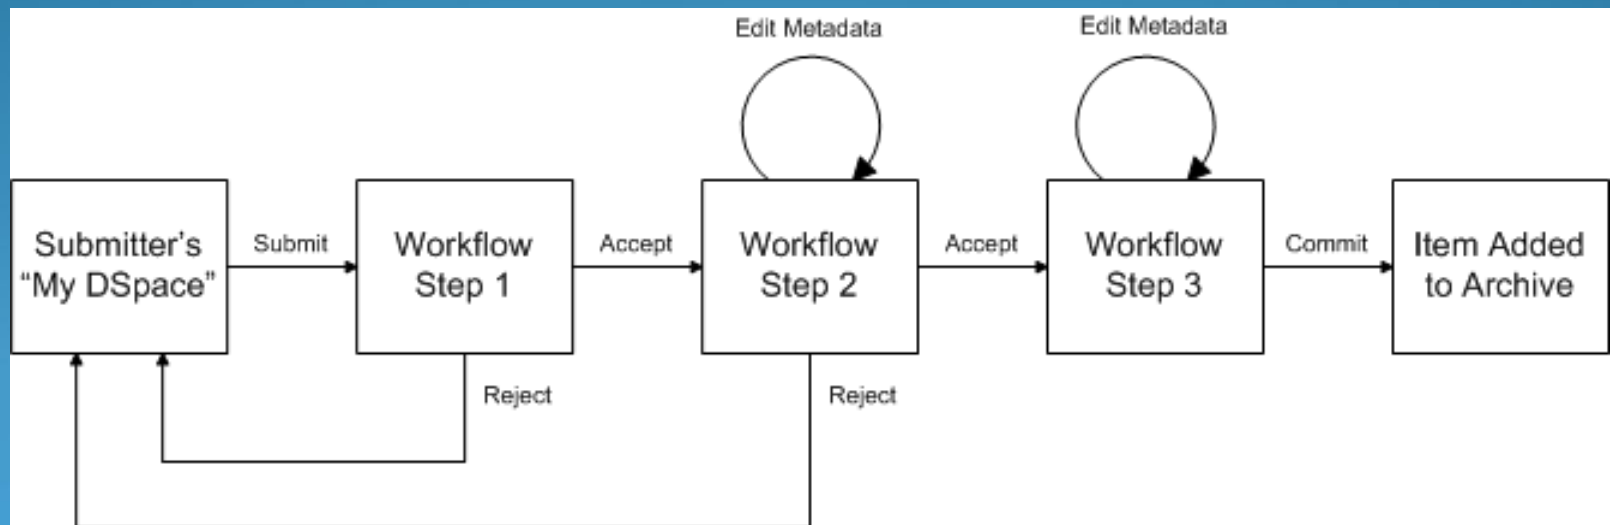 Edit Metadata
Edit Metadata
Submitter’s
“My DSpace”
Submit
Workflow
Step 1
Accept
Workflow
Step 2
Accept
Workflow
Step 3
Commit
Item Added
to Archive
Reject
Reject